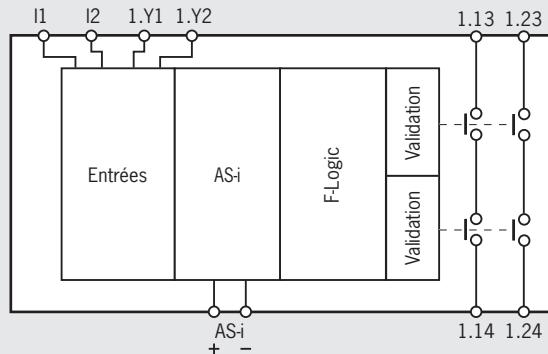 I1 I2 1.Y1 1.Y2 1.13 1.23
Entrées
AS-i
F-Logic
Validation
Validation
AS-i
+ −
1.14 1.24